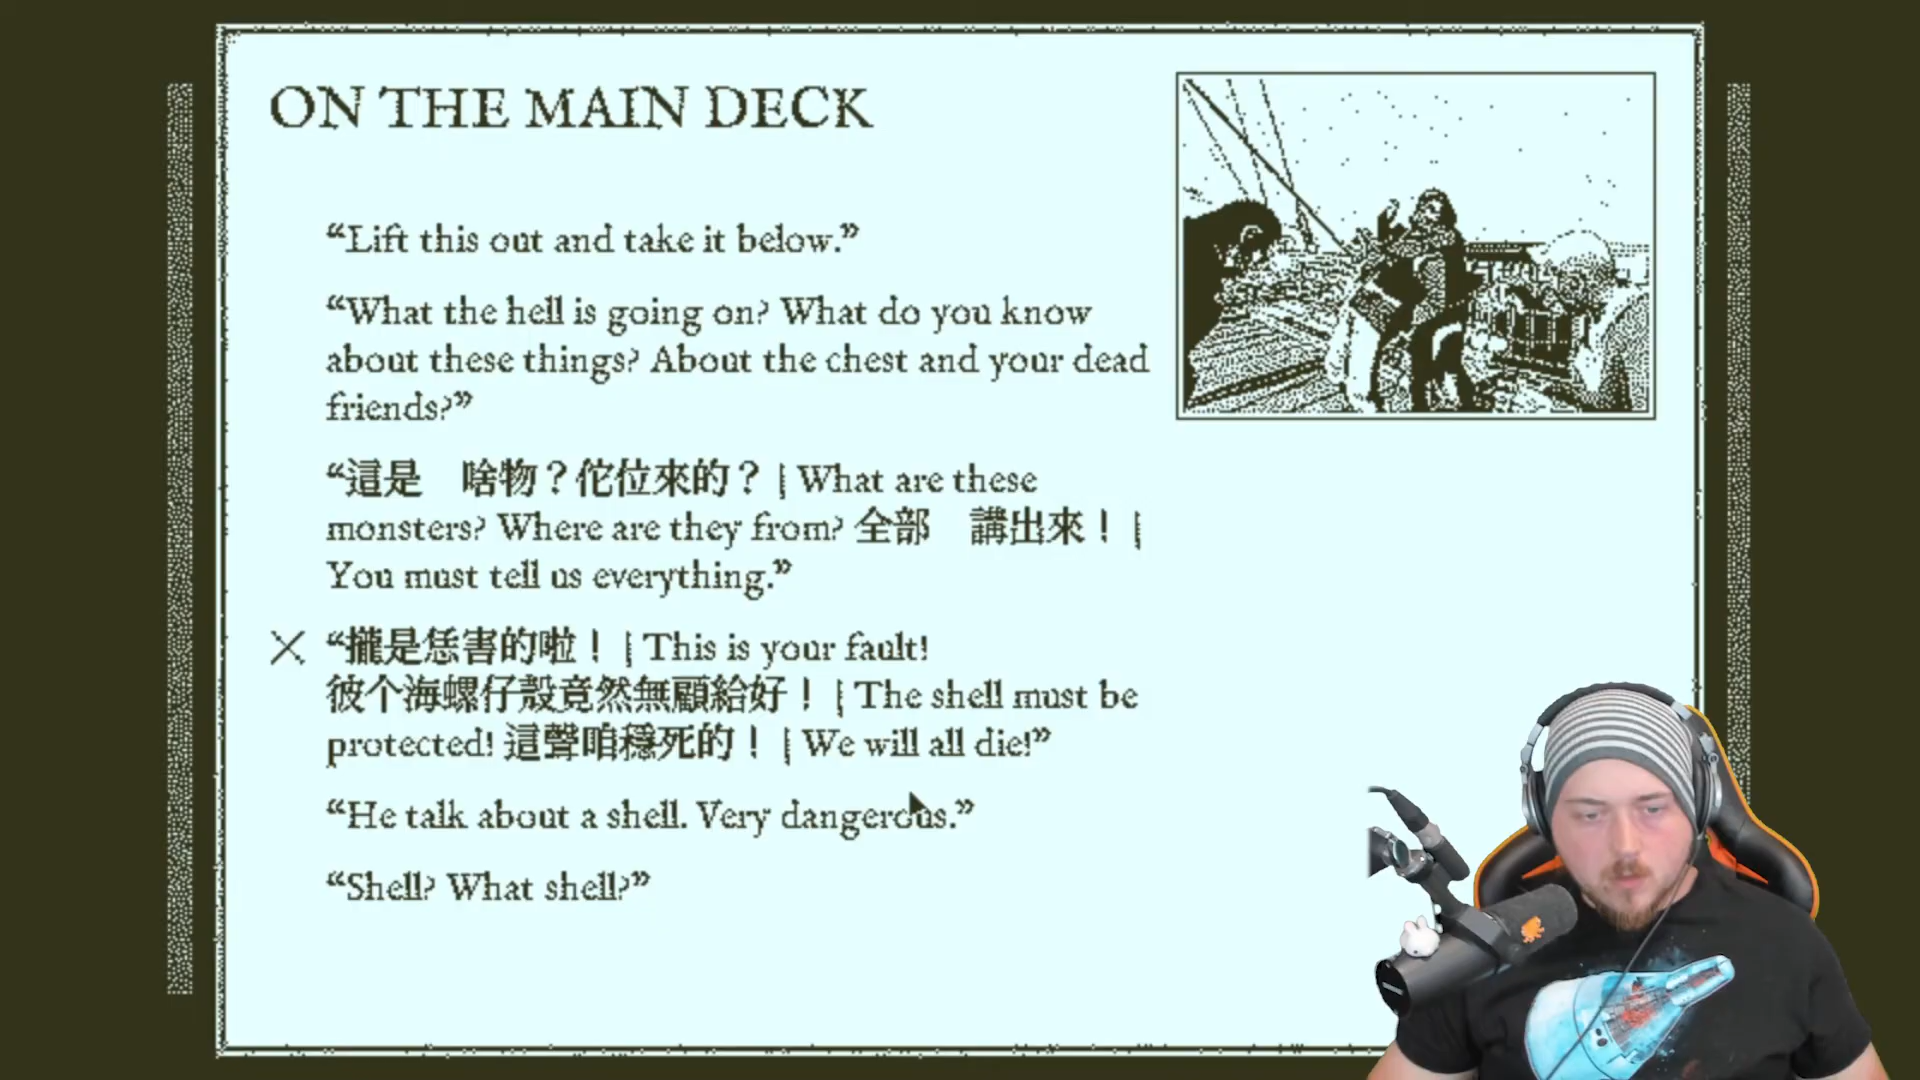 ON THE MAIN DECK
“Lift this out and take it below.”
“What the hell is going on? What do you know
about these things? About the chest and your dead
friends?”
“這是　啥物？佗位來的？ | What are these
monsters? Where are they from? 全部　講出來！ |
You must tell us everything.”
“攏是恁害的啦！ | This is your fault!
彼个海螺仔殼竟然無顧給好！ | The shell must be
protected! 這聲咱穩死的！ | We will all die!”
“He talk about a shell. Very dangerous.”
“Shell? What shell?”